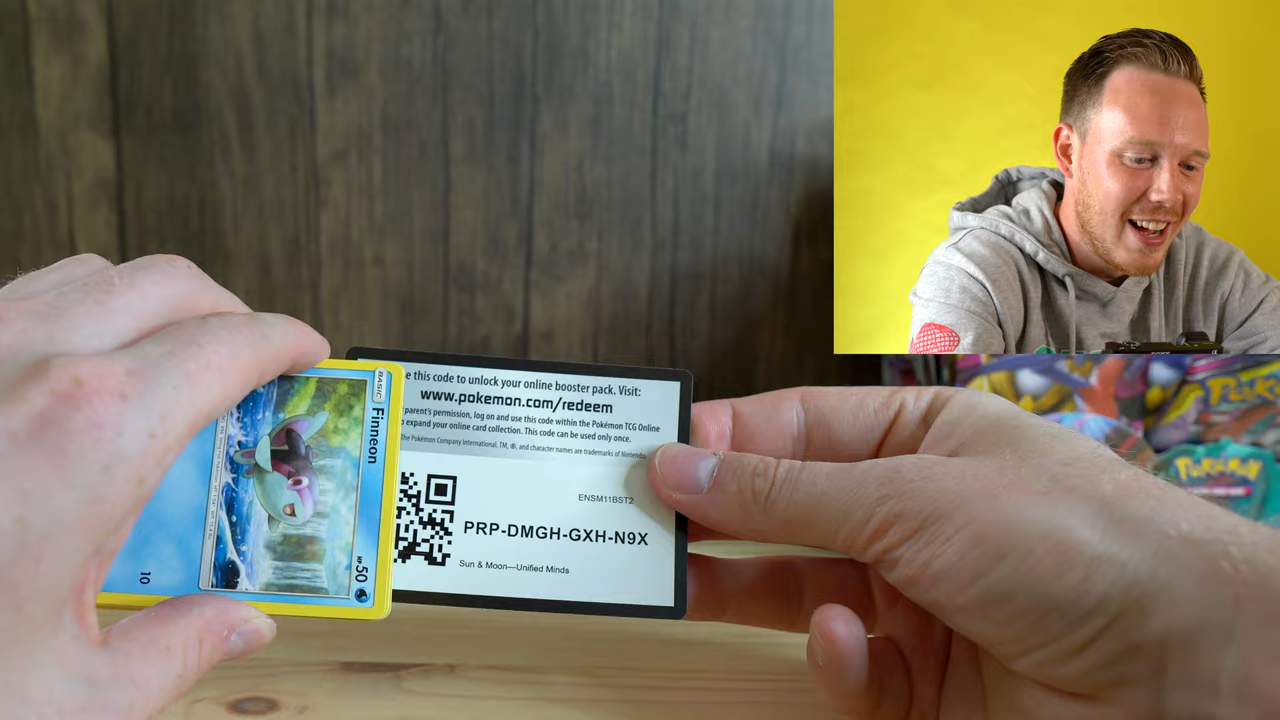 e this code to unlock your online booster pack. Visit:
www.pokemon.com/redeem
parent's permission, log on and use this code within the Pokémon TCG Online
o expand your online card collection. This code can be used only once.
The Pokémon Company International. TM, ®, and character names are trademarks of Nintendo.
ENSM11BST2
PRP-DMGH-GXH-N9X
Sun & Moon—Unified Minds
BASIC
Finneon
HP 50
10
SONY
Poke
POKéMON